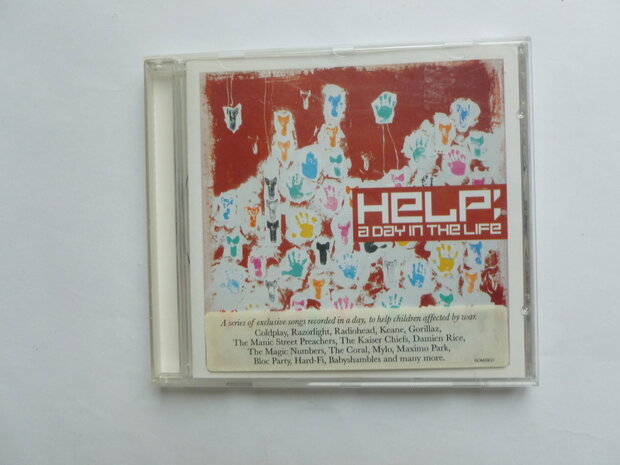 HELP;
a DaY IN THE LIFE
A series of exclusive songs recorded in a day, to help children affected by war.
Coldplay, Razorlight, Radiohead, Keane, Gorillaz,
The Manic Street Preachers, The Kaiser Chiefs, Damien Rice,
The Magic Numbers, The Coral, Mylo, Maximo Park,
Bloc Party, Hard-Fi, Babyshambles and many more.